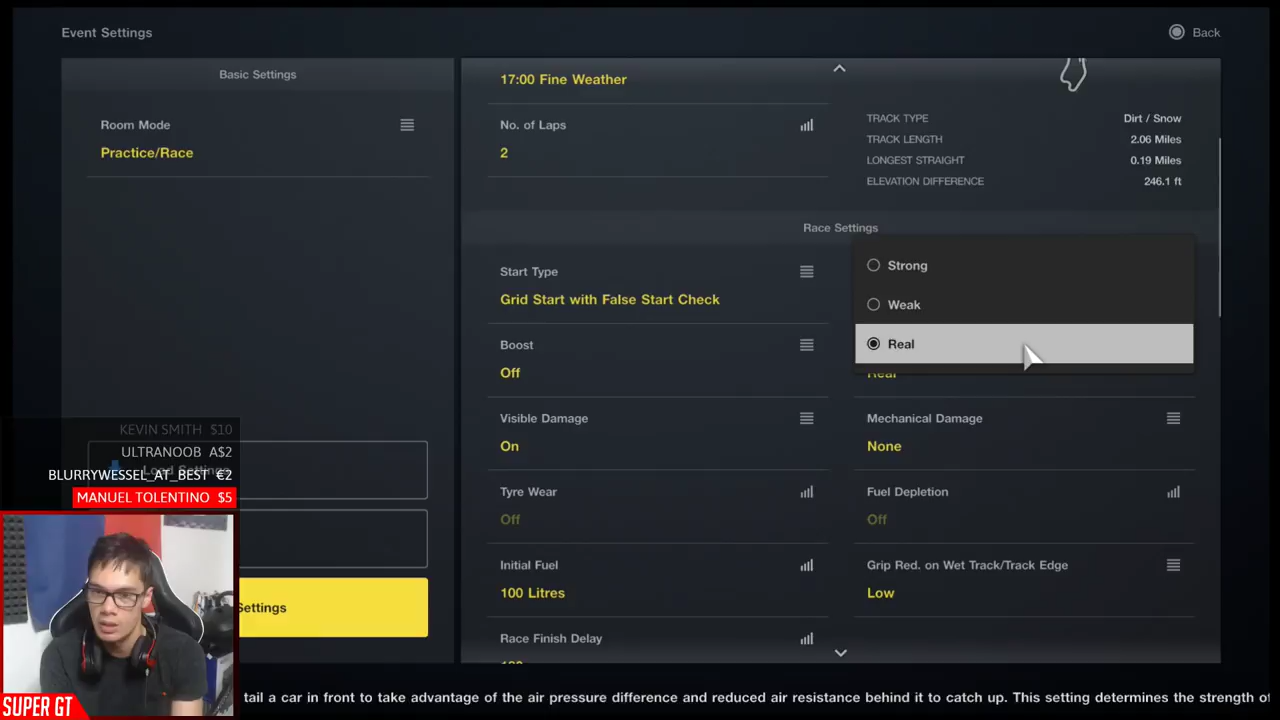 Event Settings
Back
Basic Settings
Room Mode
Practice/Race
17:00 Fine Weather
No. of Laps
2
TRACK TYPE Dirt / Snow
TRACK LENGTH 2.06 Miles
LONGEST STRAIGHT 0.19 Miles
ELEVATION DIFFERENCE 246.1 ft
Race Settings
Start Type
Grid Start with False Start Check
Strong
Weak
Real
Boost
Off
Real
Visible Damage
On
Mechanical Damage
None
Tyre Wear
Off
Fuel Depletion
Off
Initial Fuel
100 Litres
Grip Red. on Wet Track/Track Edge
Low
Race Finish Delay
Load Settings
Settings
KEVIN SMITH $10
ULTRANOOB A$2
BLURRYWESSEL_AT_BEST €2
MANUEL TOLENTINO $5
SUPER GT
tail a car in front to take advantage of the air pressure difference and reduced air resistance behind it to catch up. This setting determines the strength of